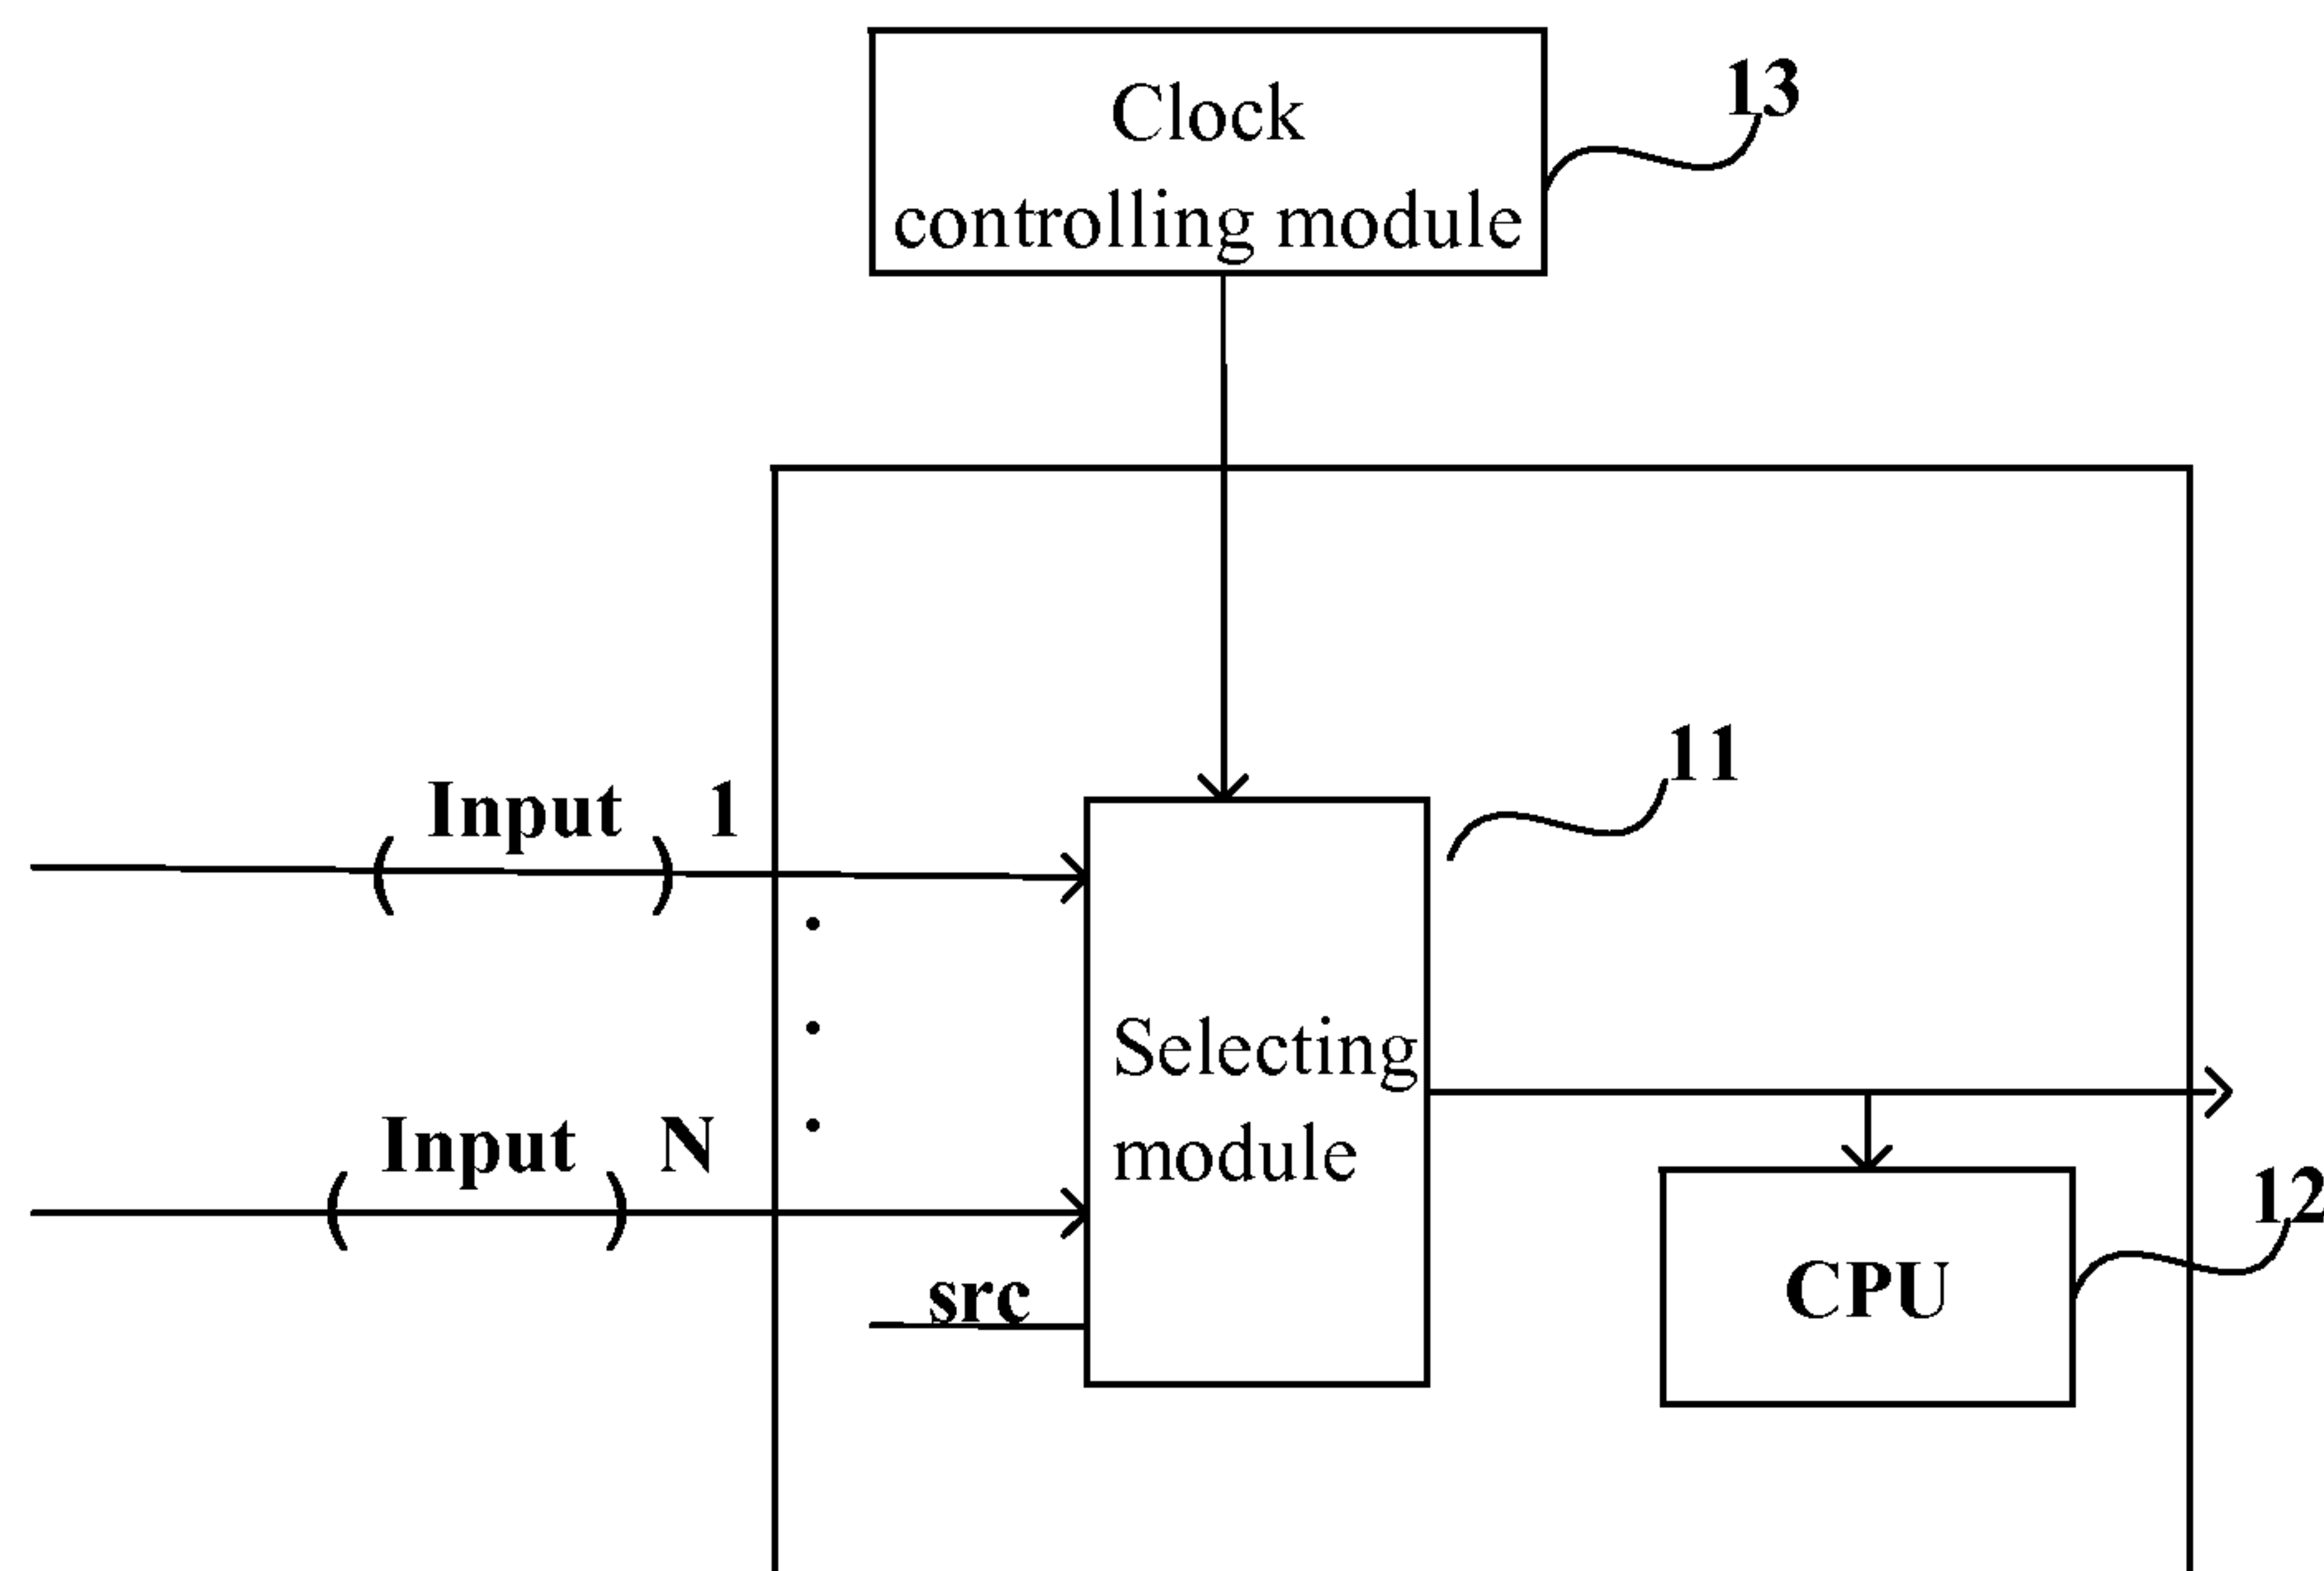 Clock
controlling module
13
11
Input 1
( )
Selecting
module
Input N
( )
src
12
CPU